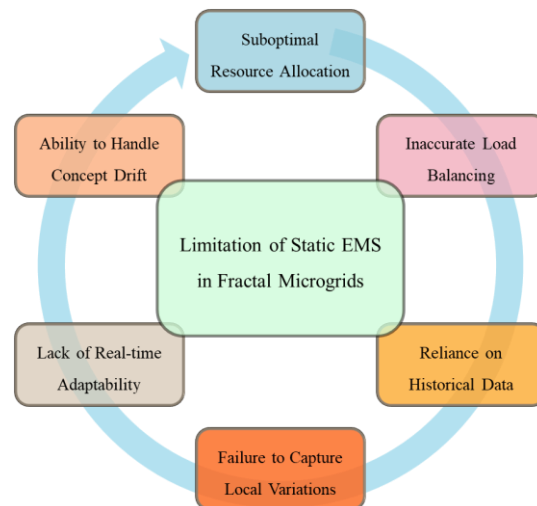 Suboptimal
Resource Allocation
Inaccurate Load
Balancing
Reliance on
Historical Data
Failure to Capture
Local Variations
Lack of Real-time
Adaptability
Ability to Handle
Concept Drift
Limitation of Static EMS
in Fractal Microgrids